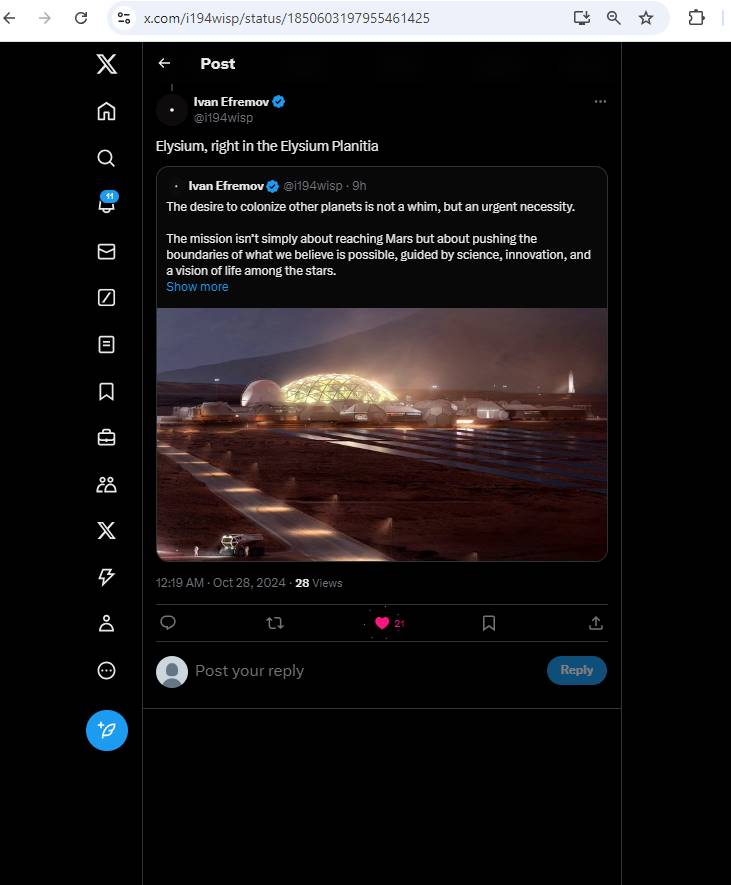 x.com/i194wisp/status/1850603197955461425
Post
Ivan Efremov
@i194wisp
Elysium, right in the Elysium Planitia
Ivan Efremov @i194wisp · 9h
The desire to colonize other planets is not a whim, but an urgent necessity.
The mission isn't simply about reaching Mars but about pushing the
boundaries of what we believe is possible, guided by science, innovation, and
a vision of life among the stars.
Show more
12:19 AM · Oct 28, 2024 · 28 Views
21
Post your reply
Reply
11